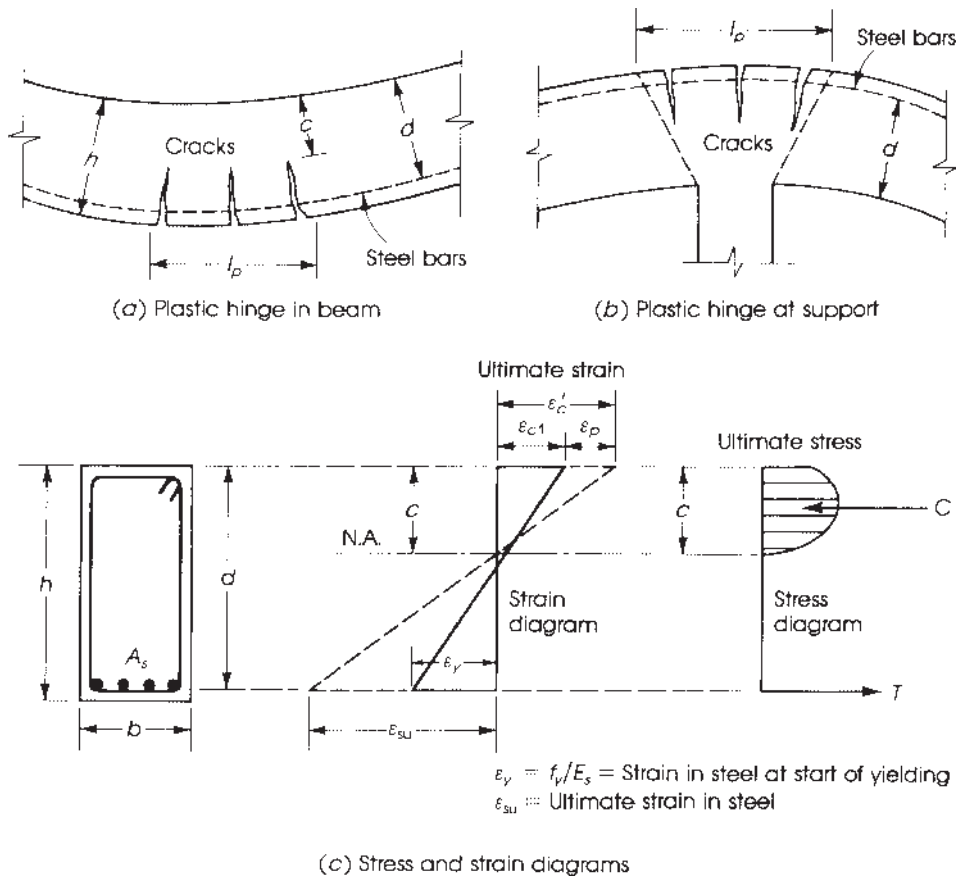 h
Cracks
c
d
l_p
Steel bars
(a) Plastic hinge in beam
l_p
Steel bars
Cracks
d
(b) Plastic hinge at support
Ultimate strain
ε'_c
ε_c1
ε_p
Ultimate stress
h
d
c
N.A.
c
C
Strain
diagram
Stress
diagram
A_s
ε_y
T
b
ε_su
ε_y = f_y/E_s = Strain in steel at start of yielding
ε_su = Ultimate strain in steel
(c) Stress and strain diagrams